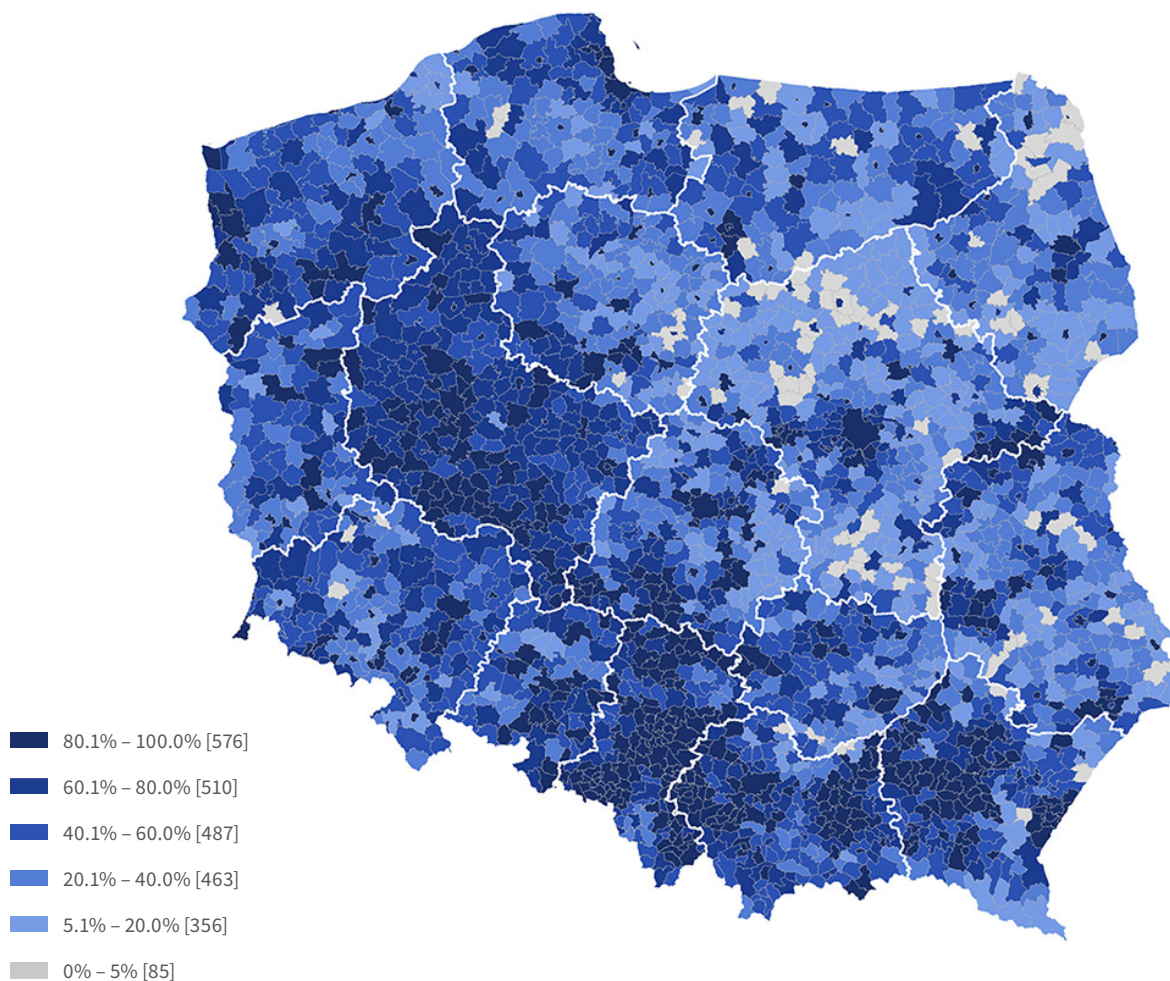 80.1% – 100.0% [576]
60.1% – 80.0% [510]
40.1% – 60.0% [487]
20.1% – 40.0% [463]
5.1% – 20.0% [356]
0% – 5% [85]